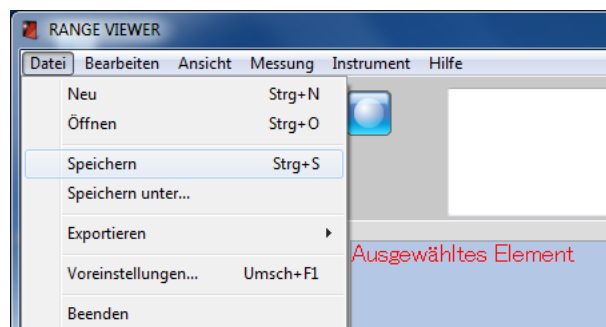 RANGE VIEWER
Datei Bearbeiten Ansicht Messung Instrument Hilfe
Neu Strg+N
Öffnen Strg+O
Speichern Strg+S
Speichern unter...
Exportieren
Ausgewähltes Element
Voreinstellungen... Umsch+F1
Beenden